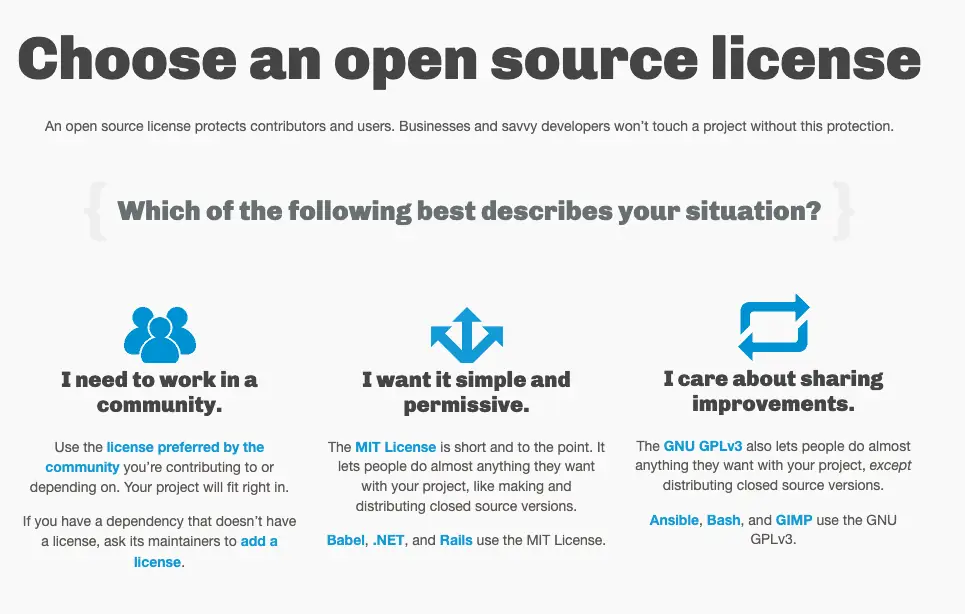 Choose an open source license
An open source license protects contributors and users. Businesses and savvy developers won’t touch a project without this protection.
{ Which of the following best describes your situation? }
I need to work in a
community.
Use the license preferred by the
community you’re contributing to or
depending on. Your project will fit right in.
If you have a dependency that doesn’t have
a license, ask its maintainers to add a
license.
I want it simple and
permissive.
The MIT License is short and to the point. It
lets people do almost anything they want
with your project, like making and
distributing closed source versions.
Babel, .NET, and Rails use the MIT License.
I care about sharing
improvements.
The GNU GPLv3 also lets people do almost
anything they want with your project, except
distributing closed source versions.
Ansible, Bash, and GIMP use the GNU
GPLv3.